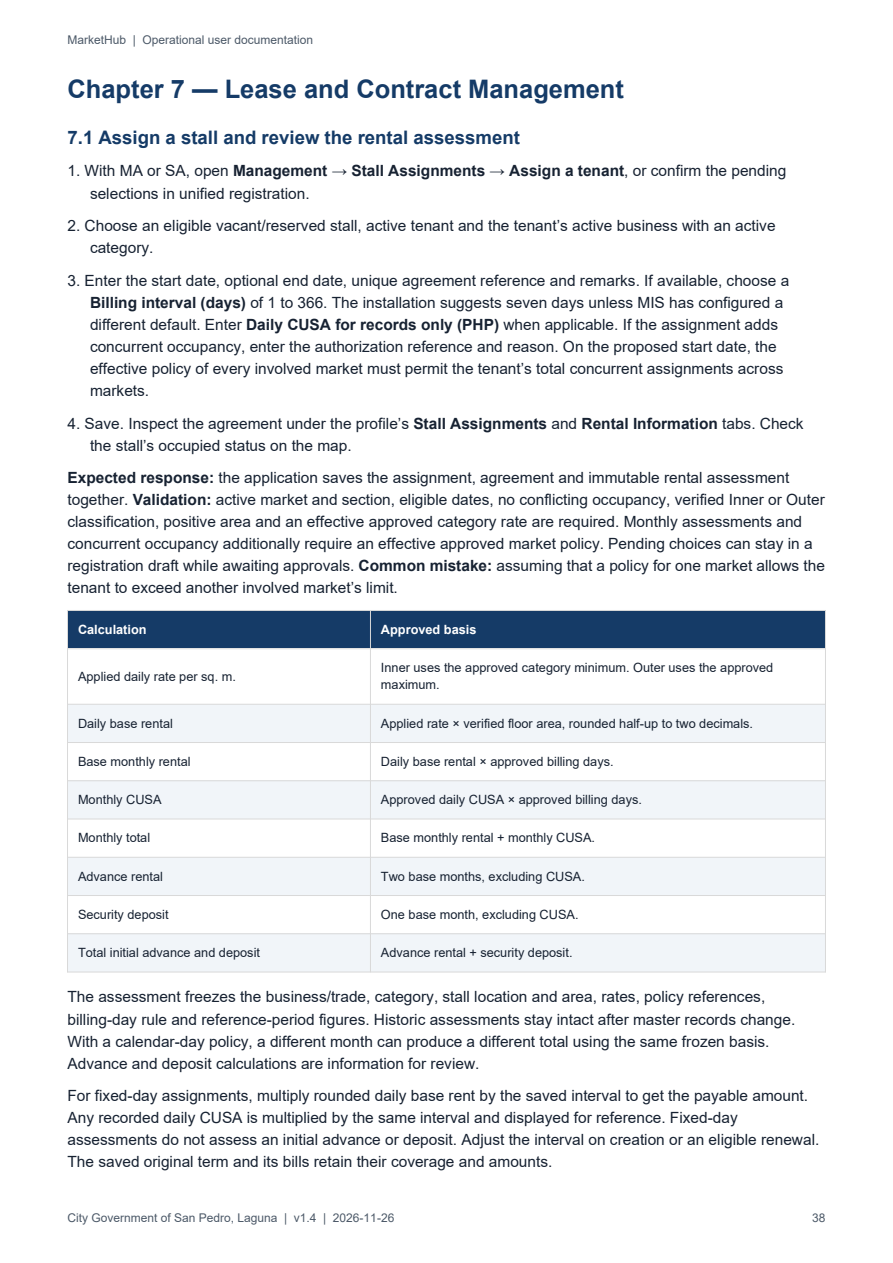 MarketHub | Operational user documentation
Chapter 7 — Lease and Contract Management
7.1 Assign a stall and review the rental assessment
1. With MA or SA, open Management → Stall Assignments → Assign a tenant, or confirm the pending
selections in unified registration.
2. Choose an eligible vacant/reserved stall, active tenant and the tenant's active business with an active
category.
3. Enter the start date, optional end date, unique agreement reference and remarks. If available, choose a
Billing interval (days) of 1 to 366. The installation suggests seven days unless MIS has configured a
different default. Enter Daily CUSA for records only (PHP) when applicable. If the assignment adds
concurrent occupancy, enter the authorization reference and reason. On the proposed start date, the
effective policy of every involved market must permit the tenant's total concurrent assignments across
markets.
4. Save. Inspect the agreement under the profile's Stall Assignments and Rental Information tabs. Check
the stall's occupied status on the map.
Expected response: the application saves the assignment, agreement and immutable rental assessment
together. Validation: active market and section, eligible dates, no conflicting occupancy, verified Inner or Outer
classification, positive area and an effective approved category rate are required. Monthly assessments and
concurrent occupancy additionally require an effective approved market policy. Pending choices can stay in a
registration draft while awaiting approvals. Common mistake: assuming that a policy for one market allows the
tenant to exceed another involved market's limit.
Calculation Approved basis
Applied daily rate per sq. m. Inner uses the approved category minimum. Outer uses the approved
maximum.
Daily base rental Applied rate × verified floor area, rounded half-up to two decimals.
Base monthly rental Daily base rental × approved billing days.
Monthly CUSA Approved daily CUSA × approved billing days.
Monthly total Base monthly rental + monthly CUSA.
Advance rental Two base months, excluding CUSA.
Security deposit One base month, excluding CUSA.
Total initial advance and deposit Advance rental + security deposit.
The assessment freezes the business/trade, category, stall location and area, rates, policy references,
billing-day rule and reference-period figures. Historic assessments stay intact after master records change.
With a calendar-day policy, a different month can produce a different total using the same frozen basis.
Advance and deposit calculations are information for review.
For fixed-day assignments, multiply rounded daily base rent by the saved interval to get the payable amount.
Any recorded daily CUSA is multiplied by the same interval and displayed for reference. Fixed-day
assessments do not assess an initial advance or deposit. Adjust the interval on creation or an eligible renewal.
The saved original term and its bills retain their coverage and amounts.
City Government of San Pedro, Laguna | v1.4 | 2026-11-26 38